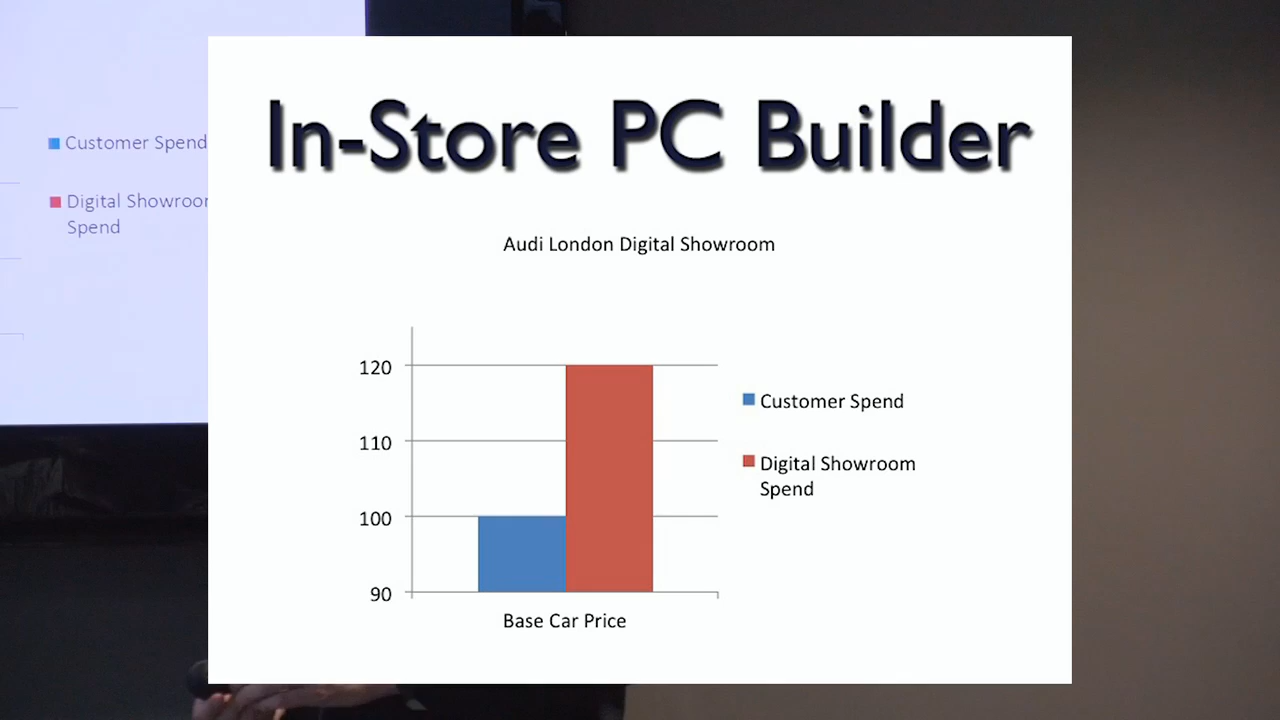 In-Store PC Builder
Audi London Digital Showroom
120
110
100
90
Base Car Price
Customer Spend
Digital Showroom
Spend
Customer Spend
Digital Showroom
Spend